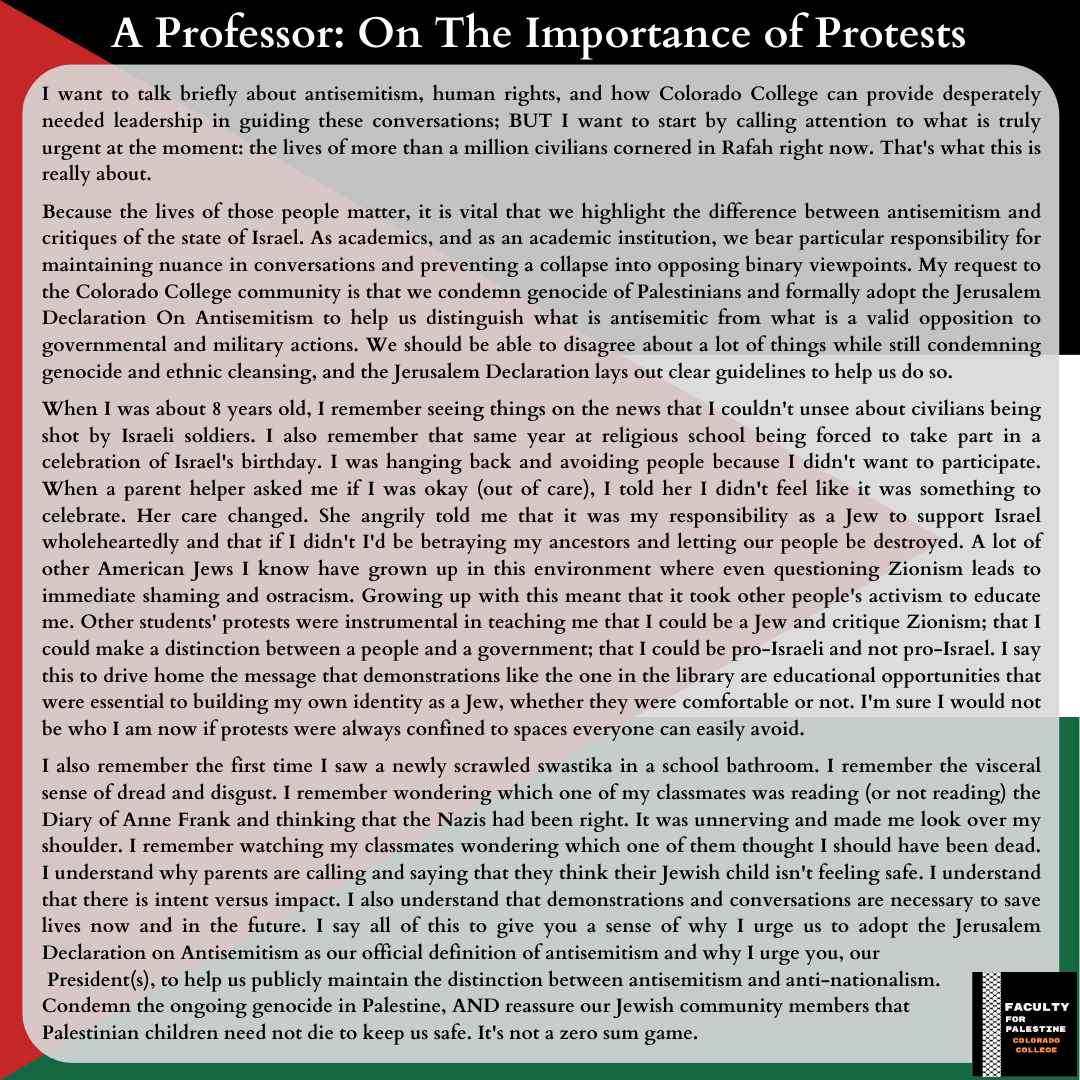 A Professor: On The Importance of Protests
I want to talk briefly about antisemitism, human rights, and how Colorado College can provide desperately
needed leadership in guiding these conversations; BUT I want to start by calling attention to what is truly
urgent at the moment: the lives of more than a million civilians cornered in Rafah right now. That's what this is
really about.
Because the lives of those people matter, it is vital that we highlight the difference between antisemitism and
critiques of the state of Israel. As academics, and as an academic institution, we bear particular responsibility for
maintaining nuance in conversations and preventing a collapse into opposing binary viewpoints. My request to
the Colorado College community is that we condemn genocide of Palestinians and formally adopt the Jerusalem
Declaration On Antisemitism to help us distinguish what is antisemitic from what is a valid opposition to
governmental and military actions. We should be able to disagree about a lot of things while still condemning
genocide and ethnic cleansing, and the Jerusalem Declaration lays out clear guidelines to help us do so.
When I was about 8 years old, I remember seeing things on the news that I couldn't unsee about civilians being
shot by Israeli soldiers. I also remember that same year at religious school being forced to take part in a
celebration of Israel's birthday. I was hanging back and avoiding people because I didn't want to participate.
When a parent helper asked me if I was okay (out of care), I told her I didn't feel like it was something to
celebrate. Her care changed. She angrily told me that it was my responsibility as a Jew to support Israel
wholeheartedly and that if I didn't I'd be betraying my ancestors and letting our people be destroyed. A lot of
other American Jews I know have grown up in this environment where even questioning Zionism leads to
immediate shaming and ostracism. Growing up with this meant that it took other people's activism to educate
me. Other students' protests were instrumental in teaching me that I could be a Jew and critique Zionism; that I
could make a distinction between a people and a government; that I could be pro-Israeli and not pro-Israel. I say
this to drive home the message that demonstrations like the one in the library are educational opportunities that
were essential to building my own identity as a Jew, whether they were comfortable or not. I'm sure I would not
be who I am now if protests were always confined to spaces everyone can easily avoid.
I also remember the first time I saw a newly scrawled swastika in a school bathroom. I remember the visceral
sense of dread and disgust. I remember wondering which one of my classmates was reading (or not reading) the
Diary of Anne Frank and thinking that the Nazis had been right. It was unnerving and made me look over my
shoulder. I remember watching my classmates wondering which one of them thought I should have been dead.
I understand why parents are calling and saying that they think their Jewish child isn't feeling safe. I understand
that there is intent versus impact. I also understand that demonstrations and conversations are necessary to save
lives now and in the future. I say all of this to give you a sense of why I urge us to adopt the Jerusalem
Declaration on Antisemitism as our official definition of antisemitism and why I urge you, our
President(s), to help us publicly maintain the distinction between antisemitism and anti-nationalism.
Condemn the ongoing genocide in Palestine, AND reassure our Jewish community members that
Palestinian children need not die to keep us safe. It's not a zero sum game.
FACULTY
FOR
PALESTINE
COLORADO
COLLEGE